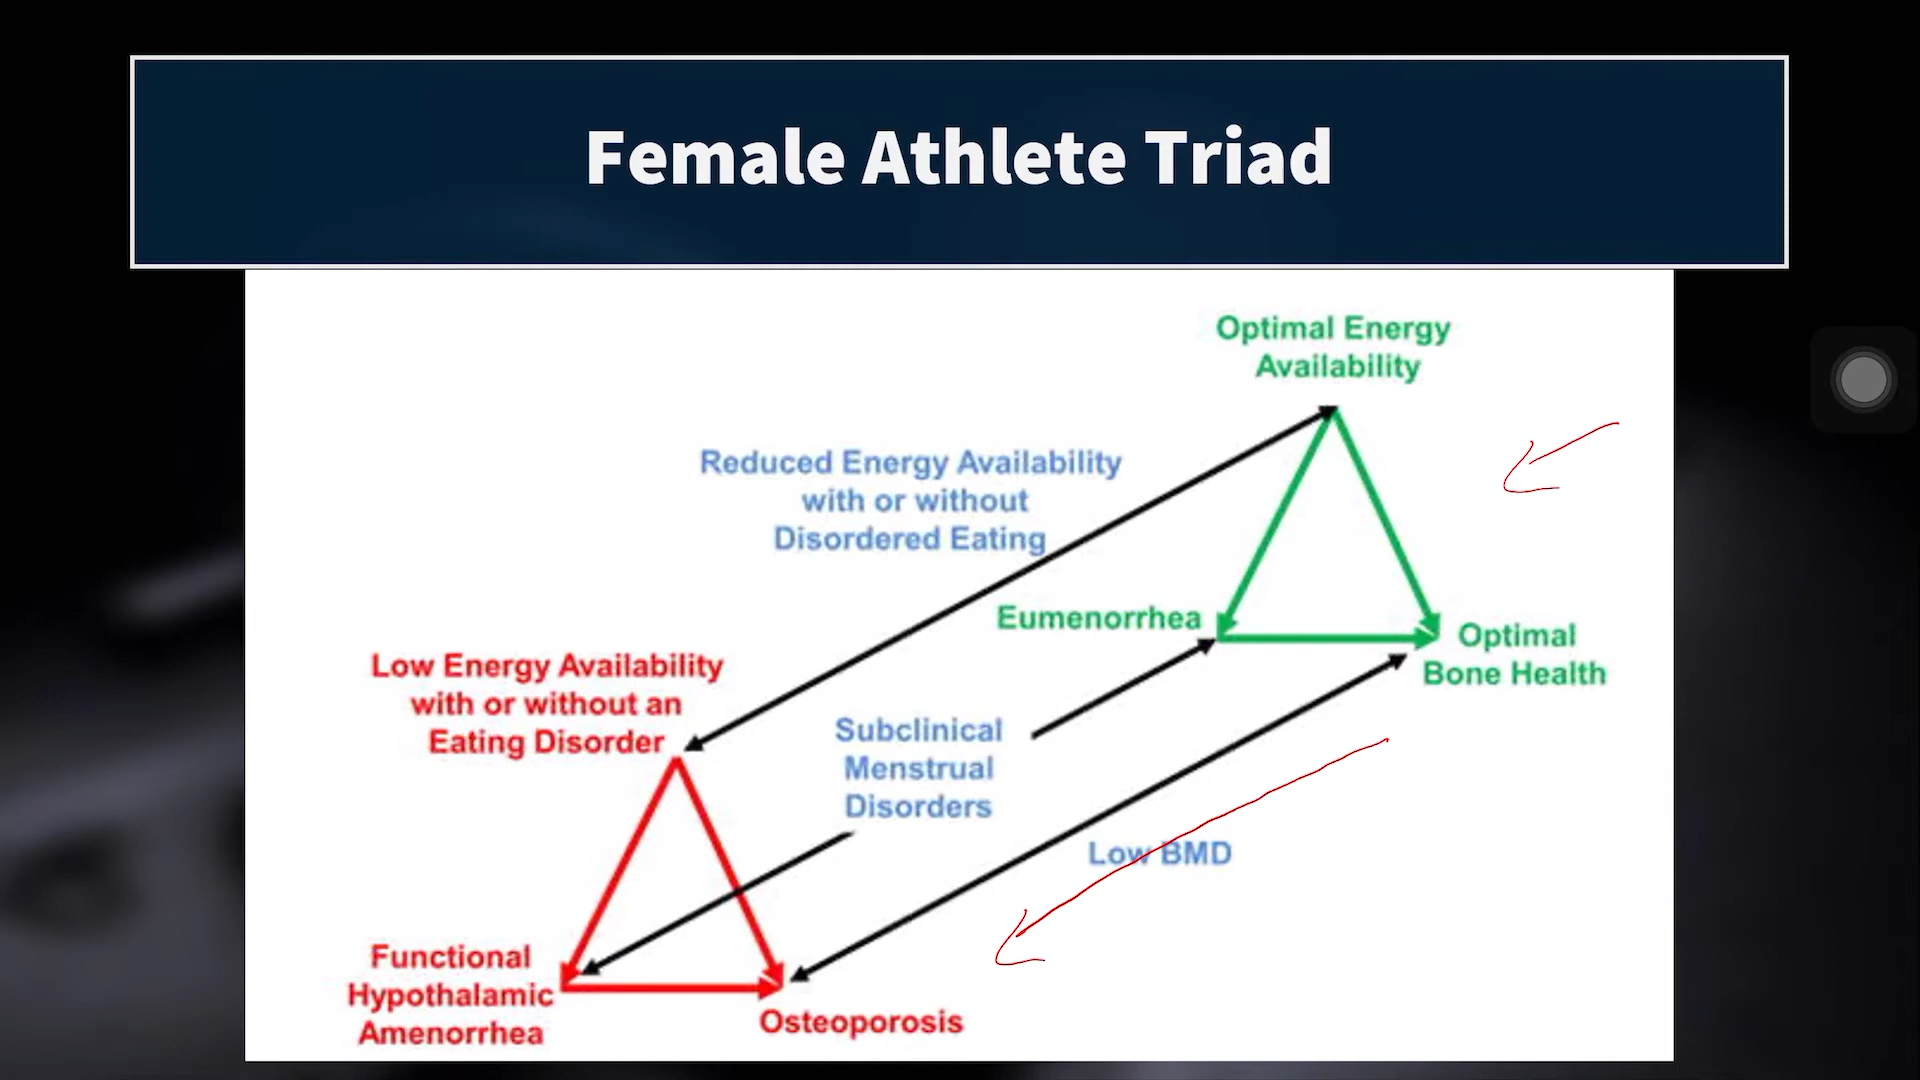 Female Athlete Triad
Optimal Energy
Availability
Reduced Energy Availability
with or without
Disordered Eating
Eumenorrhea
Optimal
Bone Health
Low Energy Availability
with or without an
Eating Disorder
Subclinical
Menstrual
Disorders
Low BMD
Functional
Hypothalamic
Amenorrhea
Osteoporosis